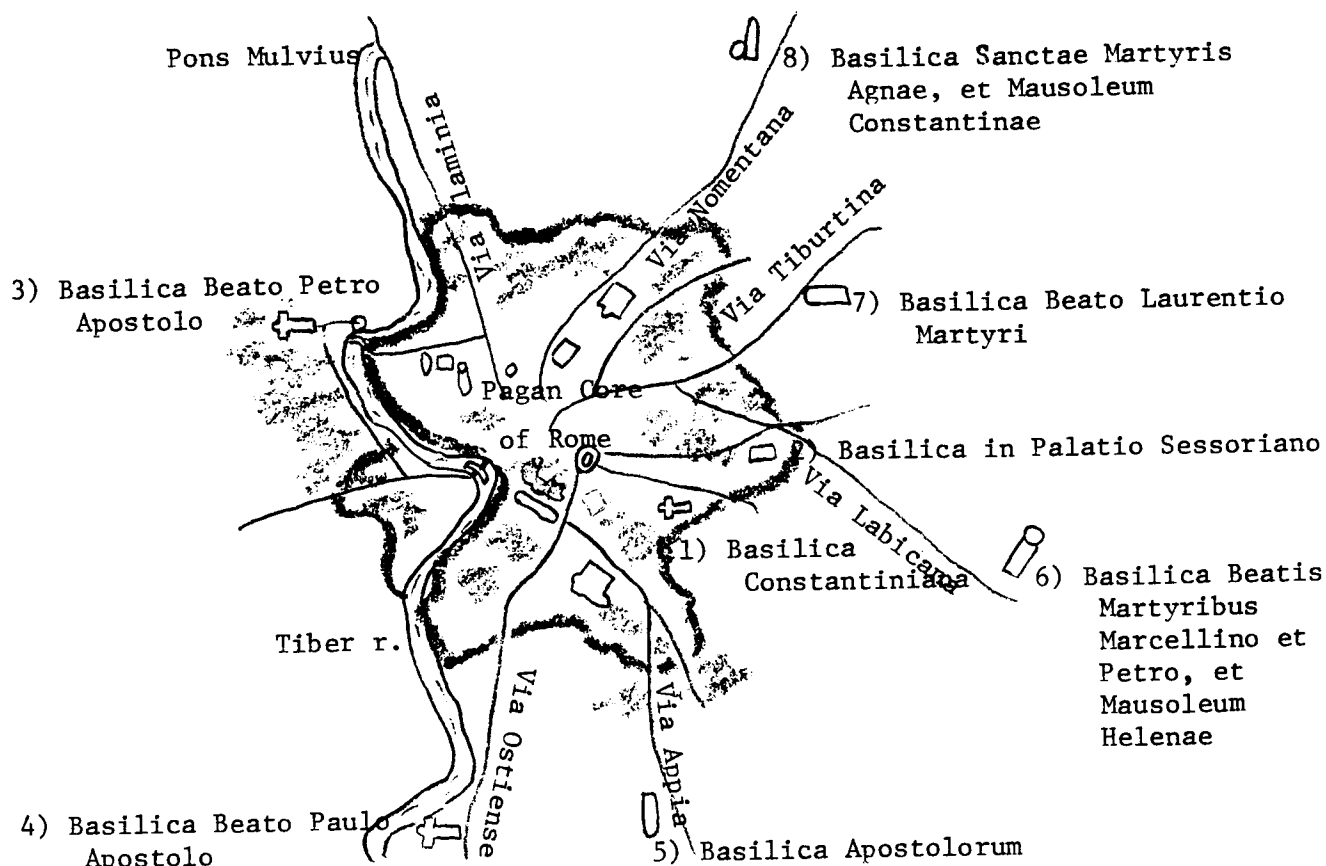 Pons Mulvius
8) Basilica Sanctae Martyris
Agnae, et Mausoleum
Constantinae
Via laminia
Via Nomentana
Via Tiburtina
3) Basilica Beato Petro
Apostolo
7) Basilica Beato Laurentio
Martyri
Pagan Core
of Rome
) Basilica in Palatio Sessoriano
Via Labicana
1) Basilica
Constantiniana
6) Basilica Beatis
Martyribus
Marcellino et
Petro, et
Mausoleum
Helenae
Tiber r.
Via Ostiense
Via Appia
4) Basilica Beato Paulo
Apostolo
5) Basilica Apostolorum